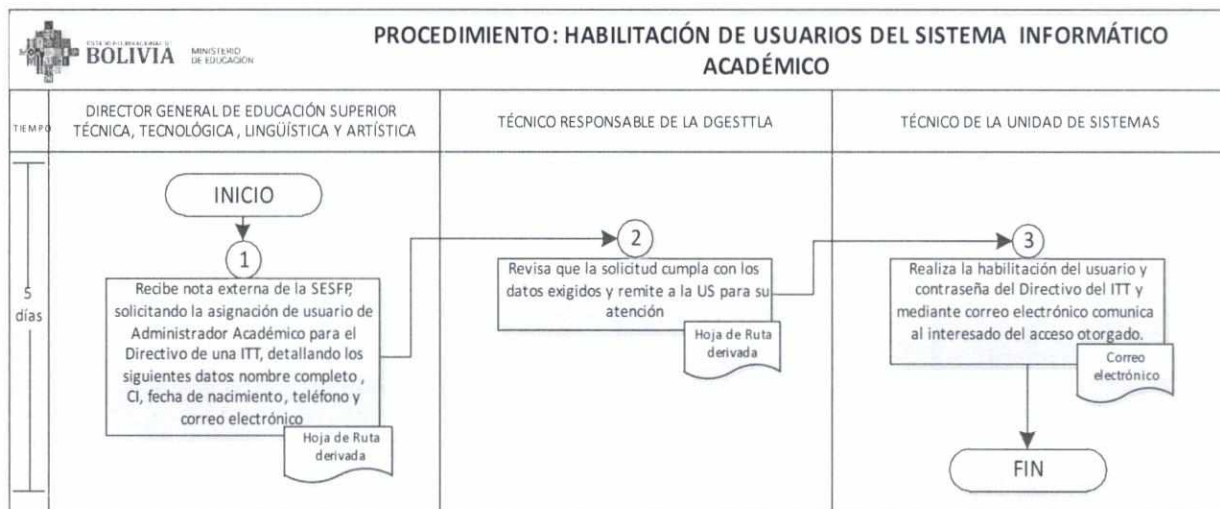 ESTADO PLURINACIONAL DE
BOLIVIA
MINISTERIO
DE EDUCACIÓN
PROCEDIMIENTO: HABILITACIÓN DE USUARIOS DEL SISTEMA INFORMÁTICO
ACADÉMICO
TIEMPO
DIRECTOR GENERAL DE EDUCACIÓN SUPERIOR
TÉCNICA, TECNOLÓGICA, LINGÜÍSTICA Y ARTÍSTICA
TÉCNICO RESPONSABLE DE LA DGESTTLA
TÉCNICO DE LA UNIDAD DE SISTEMAS
5
días
INICIO
1
Recibe nota externa de la SESFP,
solicitando la asignación de usuario de
Administrador Académico para el
Directivo de una ITT, detallando los
siguientes datos: nombre completo,
CI, fecha de nacimiento, teléfono y
correo electrónico
Hoja de Ruta
derivada
2
Revisa que la solicitud cumpla con los
datos exigidos y remite a la US para su
atención
Hoja de Ruta
derivada
3
Realiza la habilitación del usuario y
contraseña del Directivo del ITT y
mediante correo electrónico comunica
al interesado del acceso otorgado.
Correo
electrónico
FIN